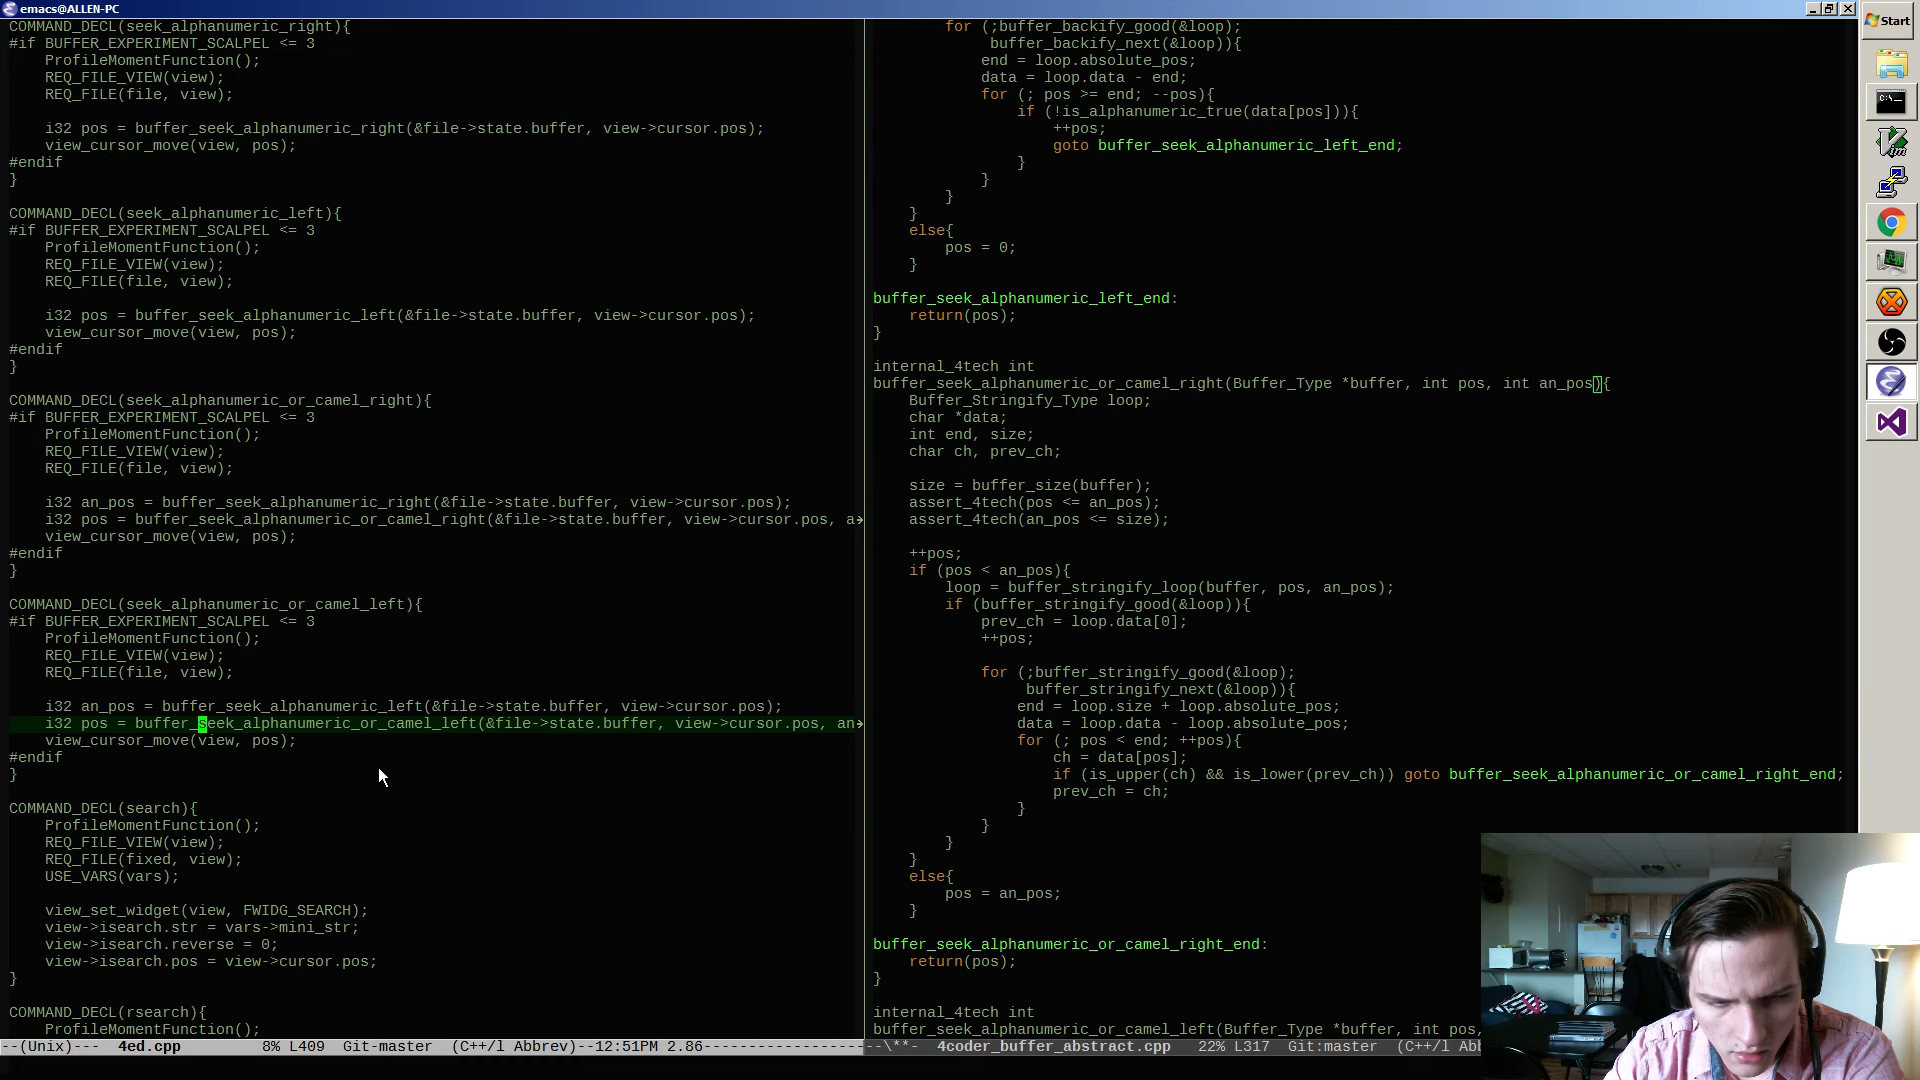 emacs@ALLEN-PC
COMMAND_DECL(seek_alphanumeric_right){
#if BUFFER_EXPERIMENT_SCALPEL <= 3
    ProfileMomentFunction();
    REQ_FILE_VIEW(view);
    REQ_FILE(file, view);
    i32 pos = buffer_seek_alphanumeric_right(&file->state.buffer, view->cursor.pos);
    view_cursor_move(view, pos);
#endif
}
COMMAND_DECL(seek_alphanumeric_left){
#if BUFFER_EXPERIMENT_SCALPEL <= 3
    ProfileMomentFunction();
    REQ_FILE_VIEW(view);
    REQ_FILE(file, view);
    i32 pos = buffer_seek_alphanumeric_left(&file->state.buffer, view->cursor.pos);
    view_cursor_move(view, pos);
#endif
}
COMMAND_DECL(seek_alphanumeric_or_camel_right){
#if BUFFER_EXPERIMENT_SCALPEL <= 3
    ProfileMomentFunction();
    REQ_FILE_VIEW(view);
    REQ_FILE(file, view);
    i32 an_pos = buffer_seek_alphanumeric_right(&file->state.buffer, view->cursor.pos);
    i32 pos = buffer_seek_alphanumeric_or_camel_right(&file->state.buffer, view->cursor.pos, a
    view_cursor_move(view, pos);
#endif
}
COMMAND_DECL(seek_alphanumeric_or_camel_left){
#if BUFFER_EXPERIMENT_SCALPEL <= 3
    ProfileMomentFunction();
    REQ_FILE_VIEW(view);
    REQ_FILE(file, view);
    i32 an_pos = buffer_seek_alphanumeric_left(&file->state.buffer, view->cursor.pos);
    i32 pos = buffer_seek_alphanumeric_or_camel_left(&file->state.buffer, view->cursor.pos, an
    view_cursor_move(view, pos);
#endif
}
COMMAND_DECL(search){
    ProfileMomentFunction();
    REQ_FILE_VIEW(view);
    REQ_FILE(fixed, view);
    USE_VARS(vars);
    view_set_widget(view, FWIDG_SEARCH);
    view->isearch.str = vars->mini_str;
    view->isearch.reverse = 0;
    view->isearch.pos = view->cursor.pos;
}
COMMAND_DECL(rsearch){
    ProfileMomentFunction();
--(Unix)---  4ed.cpp         8% L409  Git-master  (C++/l Abbrev)--12:51PM 2.86------------------
        for (;buffer_backify_good(&loop);
             buffer_backify_next(&loop)){
            end = loop.absolute_pos;
            data = loop.data - end;
            for (; pos >= end; --pos){
                if (!is_alphanumeric_true(data[pos])){
                    ++pos;
                    goto buffer_seek_alphanumeric_left_end;
                }
            }
        }
    }
    else{
        pos = 0;
    }
buffer_seek_alphanumeric_left_end:
    return(pos);
}
internal_4tech int
buffer_seek_alphanumeric_or_camel_right(Buffer_Type *buffer, int pos, int an_pos){
    Buffer_Stringify_Type loop;
    char *data;
    int end, size;
    char ch, prev_ch;
    size = buffer_size(buffer);
    assert_4tech(pos <= an_pos);
    assert_4tech(an_pos <= size);
    ++pos;
    if (pos < an_pos){
        loop = buffer_stringify_loop(buffer, pos, an_pos);
        if (buffer_stringify_good(&loop)){
            prev_ch = loop.data[0];
            ++pos;
            for (;buffer_stringify_good(&loop);
                 buffer_stringify_next(&loop)){
                end = loop.size + loop.absolute_pos;
                data = loop.data - loop.absolute_pos;
                for (; pos < end; ++pos){
                    ch = data[pos];
                    if (is_upper(ch) && is_lower(prev_ch)) goto buffer_seek_alphanumeric_or_camel_right_end;
                    prev_ch = ch;
                }
            }
        }
    }
    else{
        pos = an_pos;
    }
buffer_seek_alphanumeric_or_camel_right_end:
    return(pos);
}
internal_4tech int
buffer_seek_alphanumeric_or_camel_left(Buffer_Type *buffer, int pos,
--\**-  4coder_buffer_abstract.cpp   22% L317  Git:master  (C++/l Abb
Start